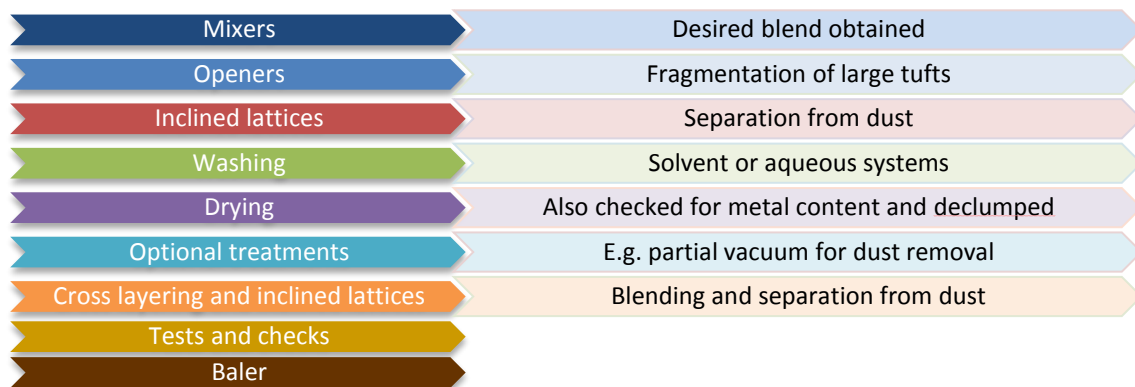 Mixers
Desired blend obtained
Openers
Fragmentation of large tufts
Inclined lattices
Separation from dust
Washing
Solvent or aqueous systems
Drying
Also checked for metal content and declumped
Optional treatments
E.g. partial vacuum for dust removal
Cross layering and inclined lattices
Blending and separation from dust
Tests and checks
Baler